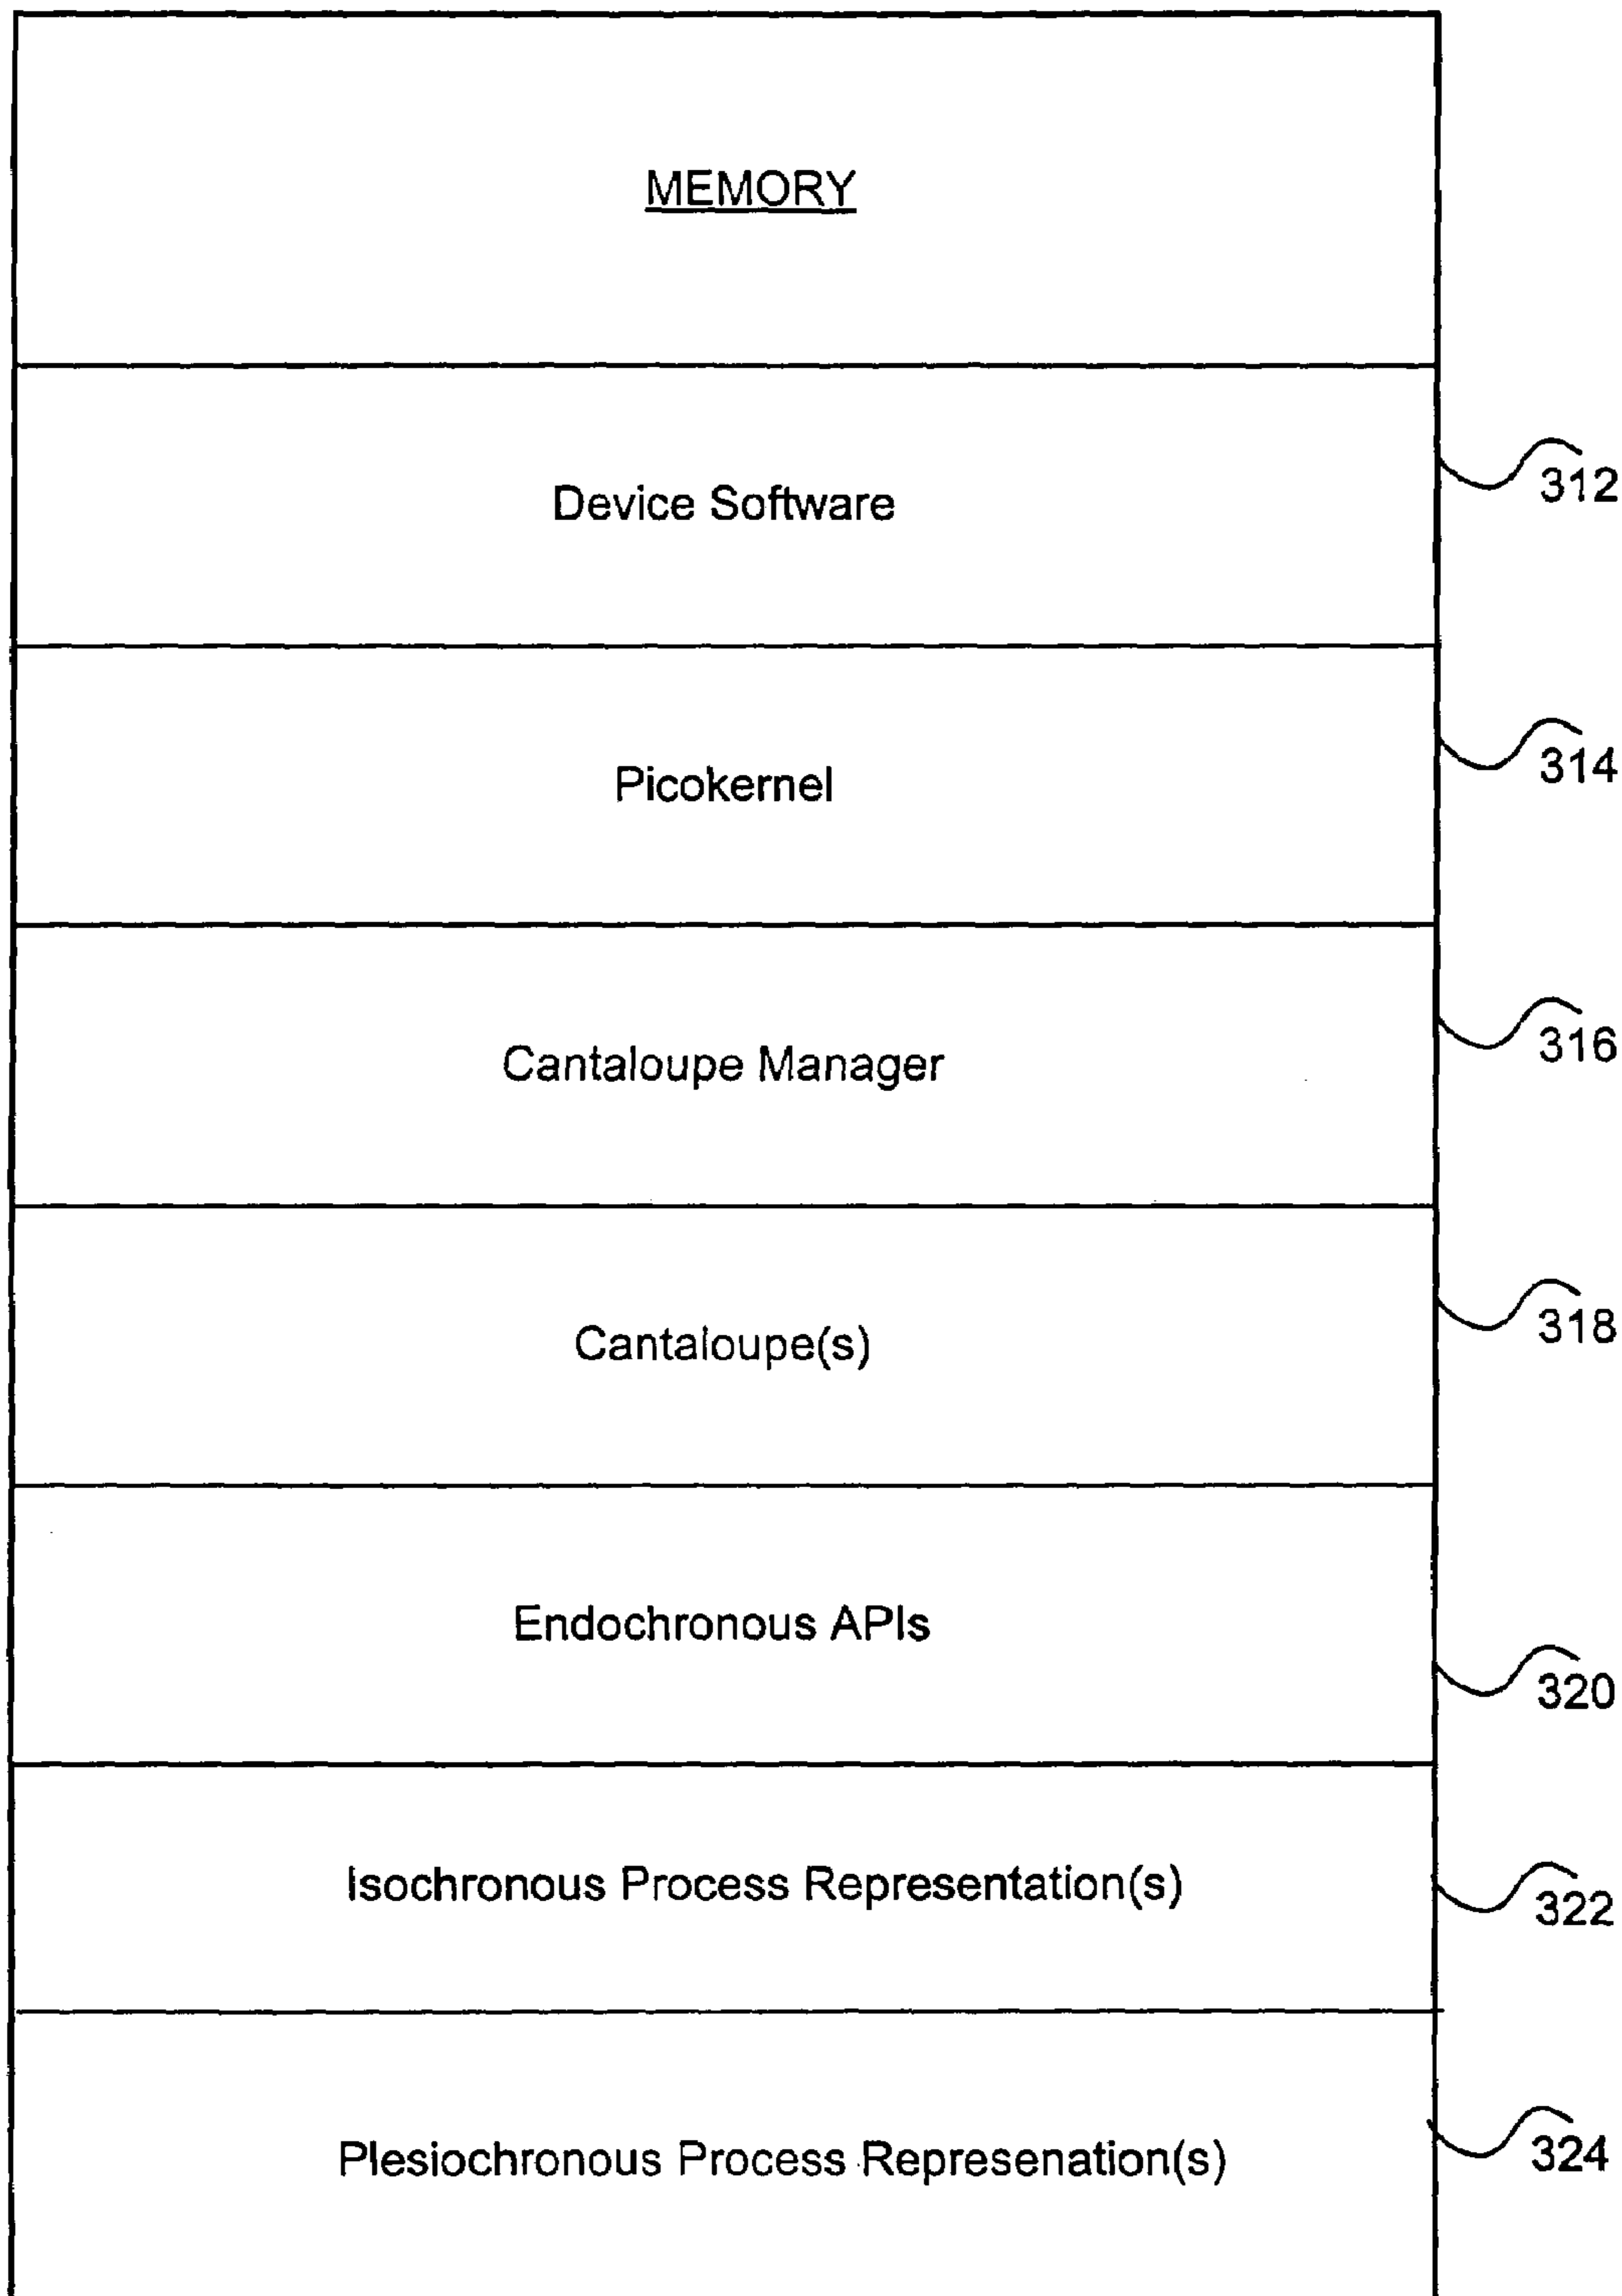 MEMORY
Device Software
312
Picokernel
314
Cantaloupe Manager
316
Cantaloupe(s)
318
Endochronous APIs
320
Isochronous Process Representation(s)
322
Plesiochronous Process Represenation(s)
324